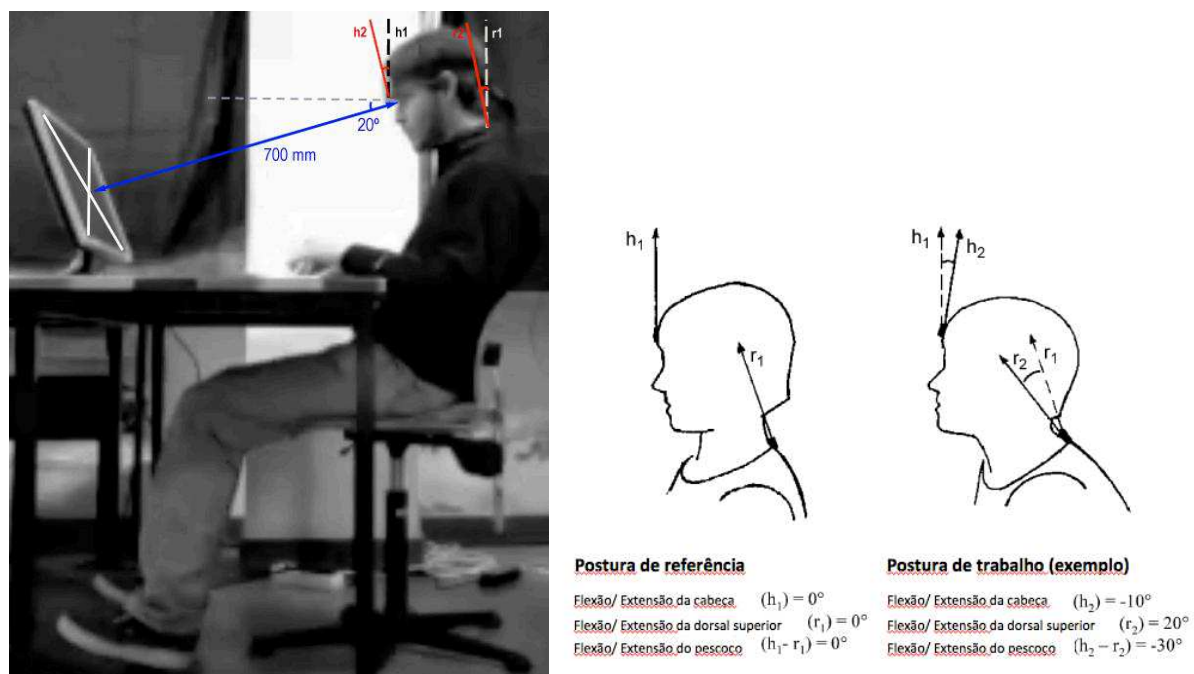 h2 h1 r2 r1
20º
700 mm
h₁
r₁
h₁ h₂
r₂ r₁
Postura de referência
Flexão/ Extensão da cabeça (h₁) = 0°
Flexão/ Extensão da dorsal superior (r₁) = 0°
Flexão/ Extensão do pescoço (h₁- r₁) = 0°
Postura de trabalho (exemplo)
Flexão/ Extensão da cabeça (h₂) = -10°
Flexão/ Extensão da dorsal superior (r₂) = 20°
Flexão/ Extensão do pescoço (h₂ – r₂) = -30°